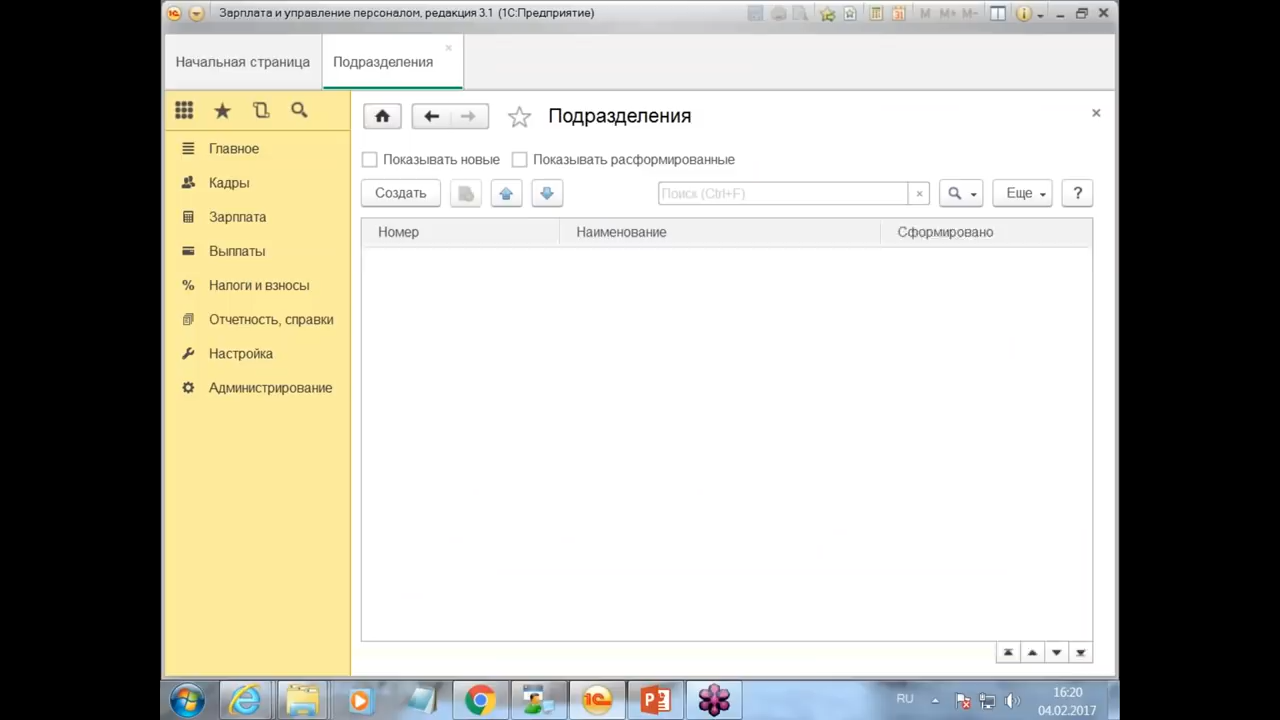 Зарплата и управление персоналом, редакция 3.1 (1С:Предприятие)
M M+ M-
Начальная страница
Подразделения
Подразделения
Показывать новые
Показывать расформированные
Создать
Поиск (Ctrl+F)
Еще
?
Номер
Наименование
Сформировано
Главное
Кадры
Зарплата
Выплаты
Налоги и взносы
Отчетность, справки
Настройка
Администрирование
RU
16:20
04.02.2017